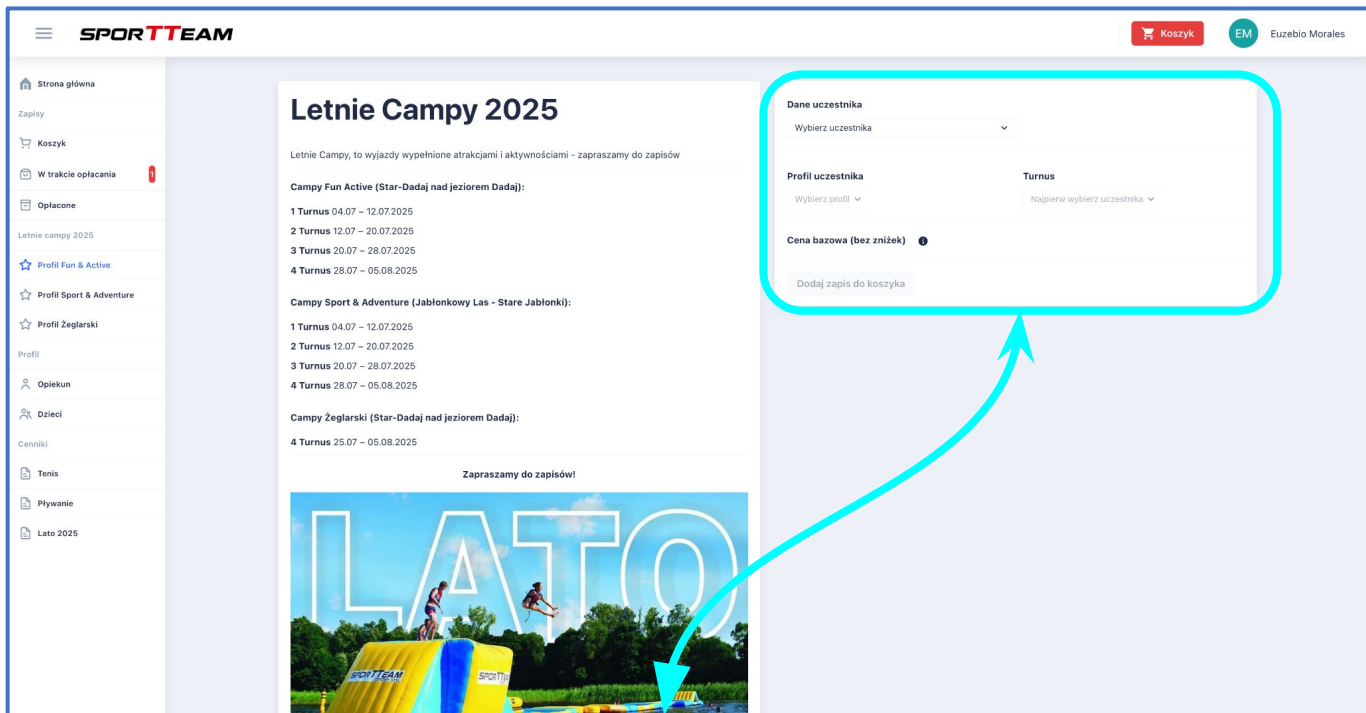 SPORTTEAM
Koszyk
EM
Euzebio Morales
Strona główna
Zapisy
Koszyk
W trakcie opłacania
1
Opłacone
Letnie campy 2025
Profil Fun & Active
Profil Sport & Adventure
Profil Żeglarski
Profil
Opiekun
Dzieci
Cenniki
Tenis
Pływanie
Lato 2025
Letnie Campy 2025
Letnie Campy, to wyjazdy wypełnione atrakcjami i aktywnościami - zapraszamy do zapisów
Campy Fun Active (Star-Dadaj nad jeziorem Dadaj):
1 Turnus 04.07 – 12.07.2025
2 Turnus 12.07 – 20.07.2025
3 Turnus 20.07 – 28.07.2025
4 Turnus 28.07 – 05.08.2025
Campy Sport & Adventure (Jabłonkowy Las - Stare Jabłonki):
1 Turnus 04.07 – 12.07.2025
2 Turnus 12.07 – 20.07.2025
3 Turnus 20.07 – 28.07.2025
4 Turnus 28.07 – 05.08.2025
Campy Żeglarski (Star-Dadaj nad jeziorem Dadaj):
4 Turnus 25.07 – 05.08.2025
Zapraszamy do zapisów!
LATO
SPORTTEAM
Dane uczestnika
Wybierz uczestnika
Profil uczestnika
Turnus
Wybierz profil
Najpierw wybierz uczestnika
Cena bazowa (bez zniżek)
Dodaj zapis do koszyka